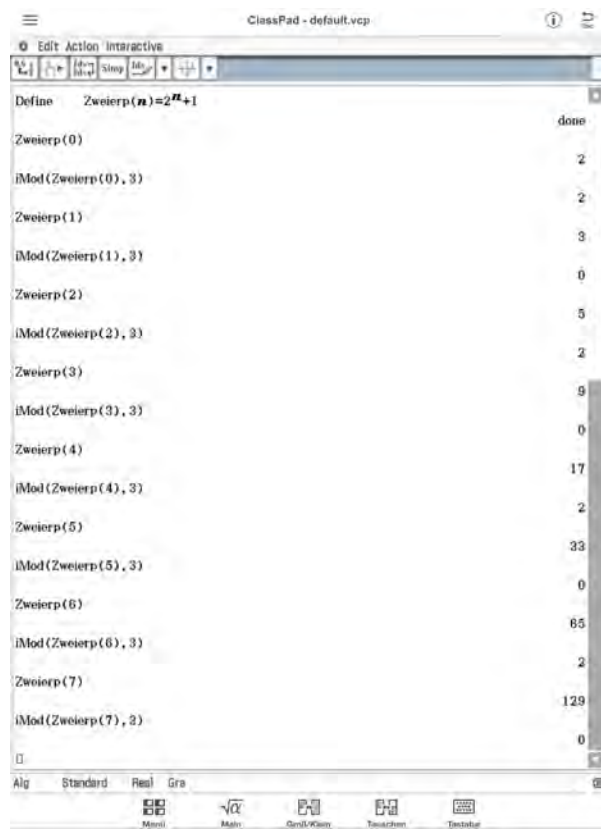 ClassPad - default.vcp
Edit Action Interactive
Simp
Define Zweierp(n)=2^n+1
done
Zweierp(0)
2
iMod(Zweierp(0),3)
2
Zweierp(1)
3
iMod(Zweierp(1),3)
0
Zweierp(2)
5
iMod(Zweierp(2),3)
2
Zweierp(3)
9
iMod(Zweierp(3),3)
0
Zweierp(4)
17
iMod(Zweierp(4),3)
2
Zweierp(5)
33
iMod(Zweierp(5),3)
0
Zweierp(6)
65
iMod(Zweierp(6),3)
2
Zweierp(7)
129
iMod(Zweierp(7),3)
0
Alg Standard Real Gra
Menü Main Groß/Klein Tauschen Tastatur